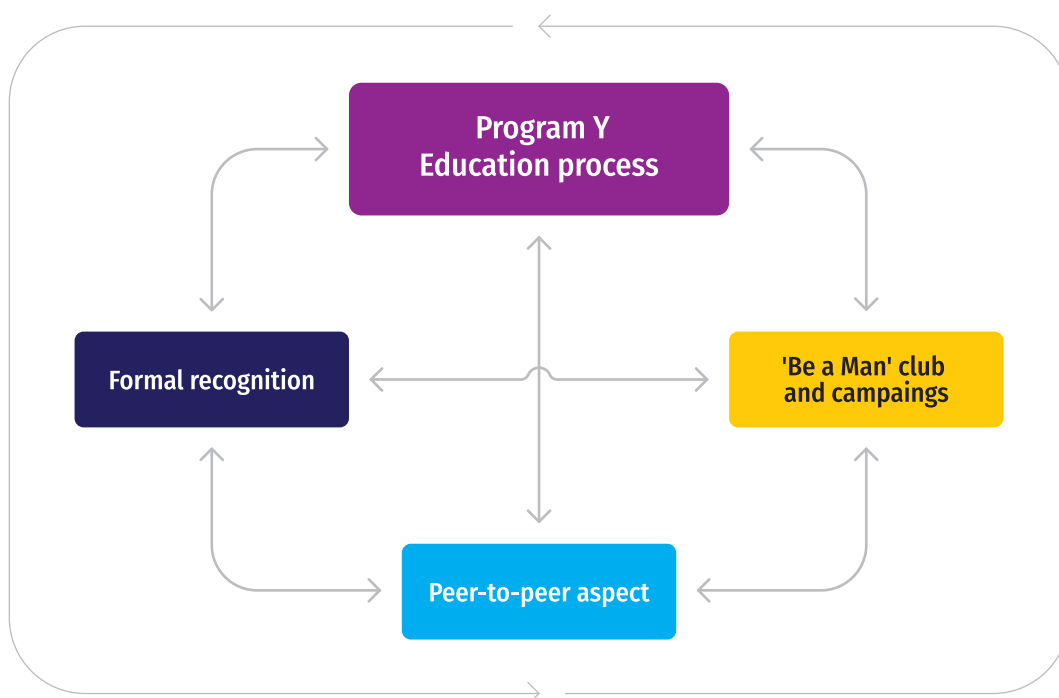 Program Y
Education process
Formal recognition
'Be a Man' club
and campaings
Peer-to-peer aspect